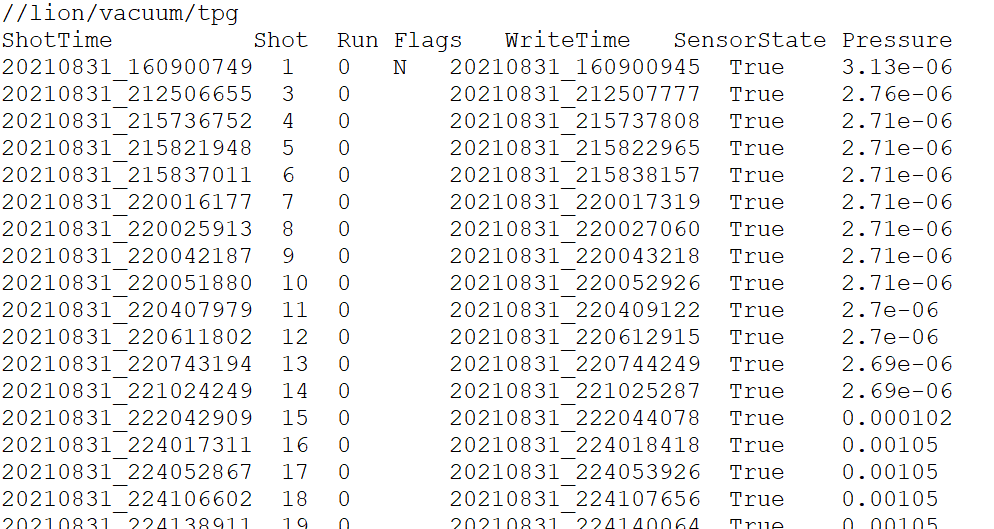 //lion/vacuum/tpg
ShotTime Shot Run Flags WriteTime SensorState Pressure
20210831_160900749 1 0 N 20210831_160900945 True 3.13e-06
20210831_212506655 3 0 20210831_212507777 True 2.76e-06
20210831_215736752 4 0 20210831_215737808 True 2.71e-06
20210831_215821948 5 0 20210831_215822965 True 2.71e-06
20210831_215837011 6 0 20210831_215838157 True 2.71e-06
20210831_220016177 7 0 20210831_220017319 True 2.71e-06
20210831_220025913 8 0 20210831_220027060 True 2.71e-06
20210831_220042187 9 0 20210831_220043218 True 2.71e-06
20210831_220051880 10 0 20210831_220052926 True 2.71e-06
20210831_220407979 11 0 20210831_220409122 True 2.7e-06
20210831_220611802 12 0 20210831_220612915 True 2.7e-06
20210831_220743194 13 0 20210831_220744249 True 2.69e-06
20210831_221024249 14 0 20210831_221025287 True 2.69e-06
20210831_222042909 15 0 20210831_222044078 True 0.000102
20210831_224017311 16 0 20210831_224018418 True 0.00105
20210831_224052867 17 0 20210831_224053926 True 0.00105
20210831_224106602 18 0 20210831_224107656 True 0.00105
20210831_224138911 19 0 20210831_224140064 True 0.00105